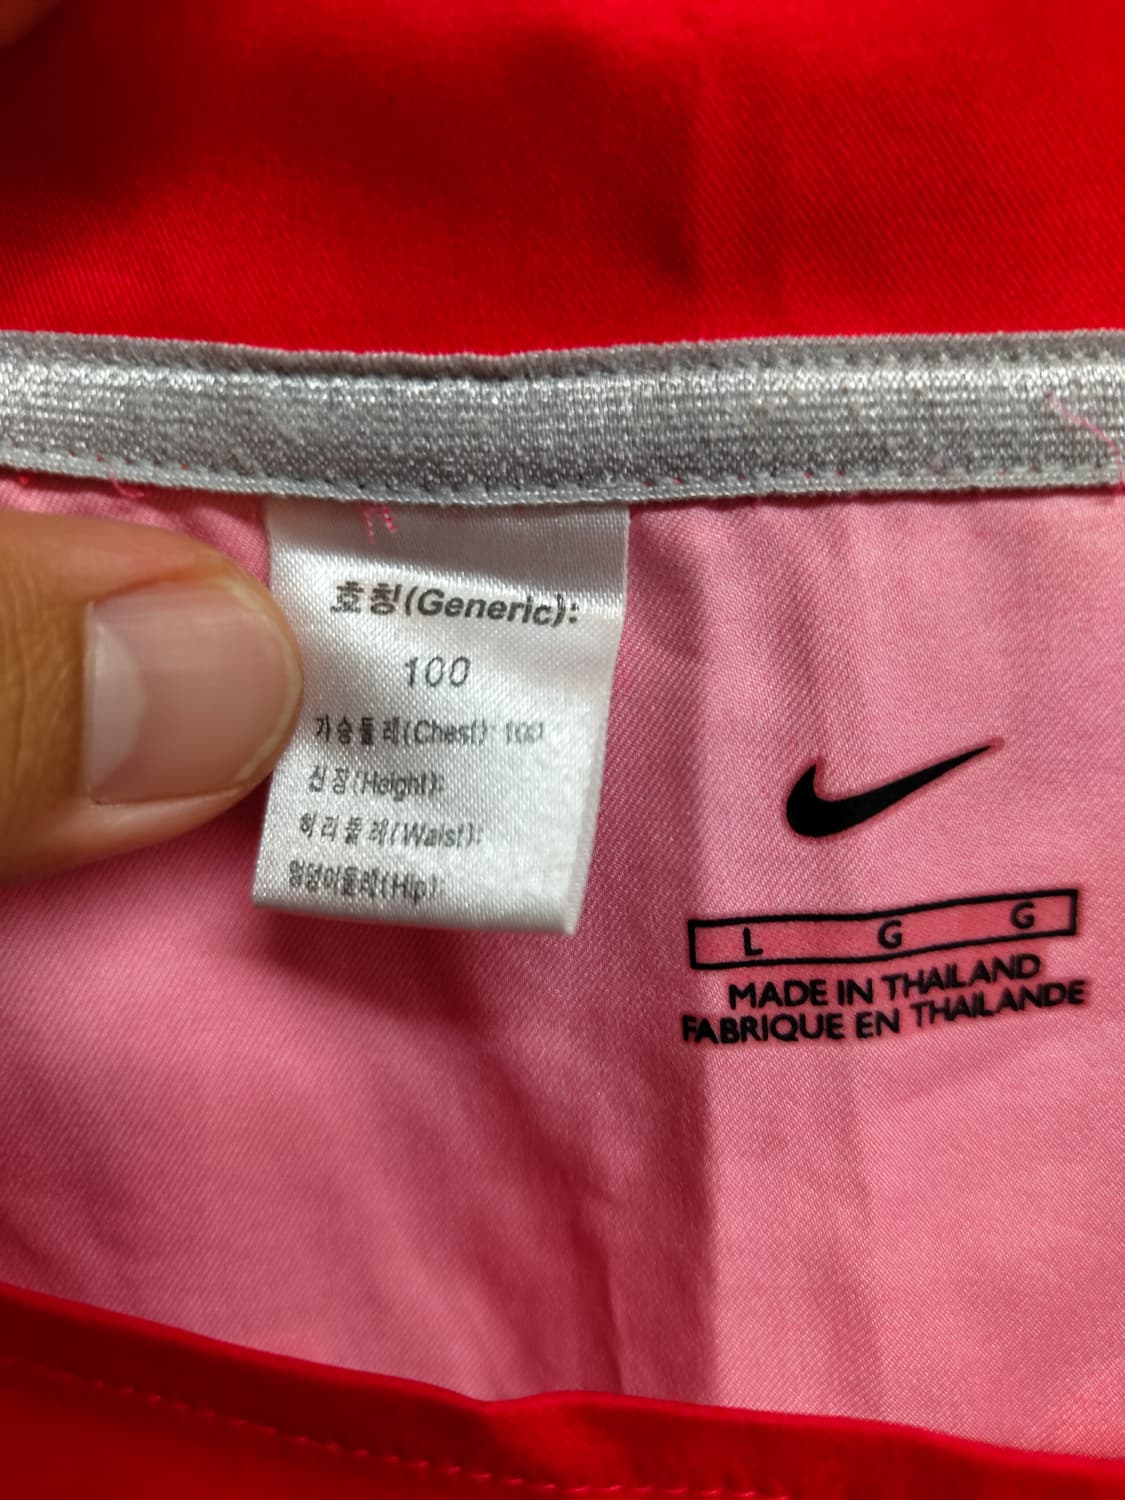 호칭(Generic):
100
가슴둘레(Chest): 100
신장(Height):
허리둘레(Waist):
엉덩이둘레(Hip):
L G G
MADE IN THAILAND
FABRIQUE EN THAILANDE